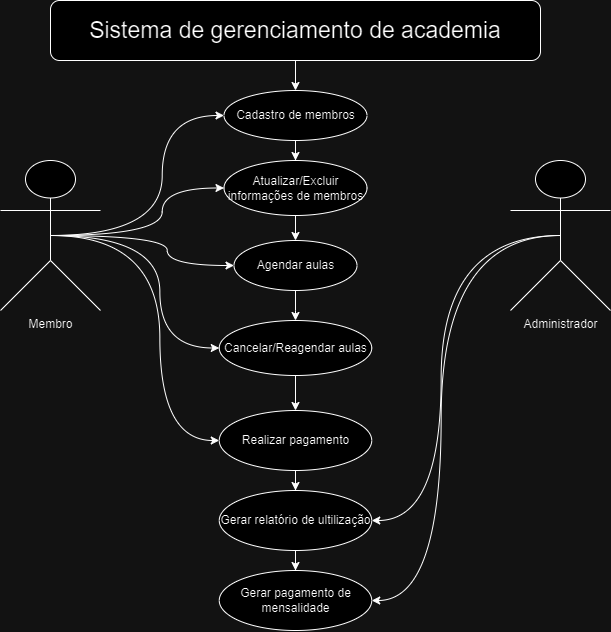 Sistema de gerenciamento de academia
Cadastro de membros
Atualizar/Excluir
informações de membros
Agendar aulas
Membro
Administrador
Cancelar/Reagendar aulas
Realizar pagamento
Gerar relatório de ultilização
Gerar pagamento de
mensalidade